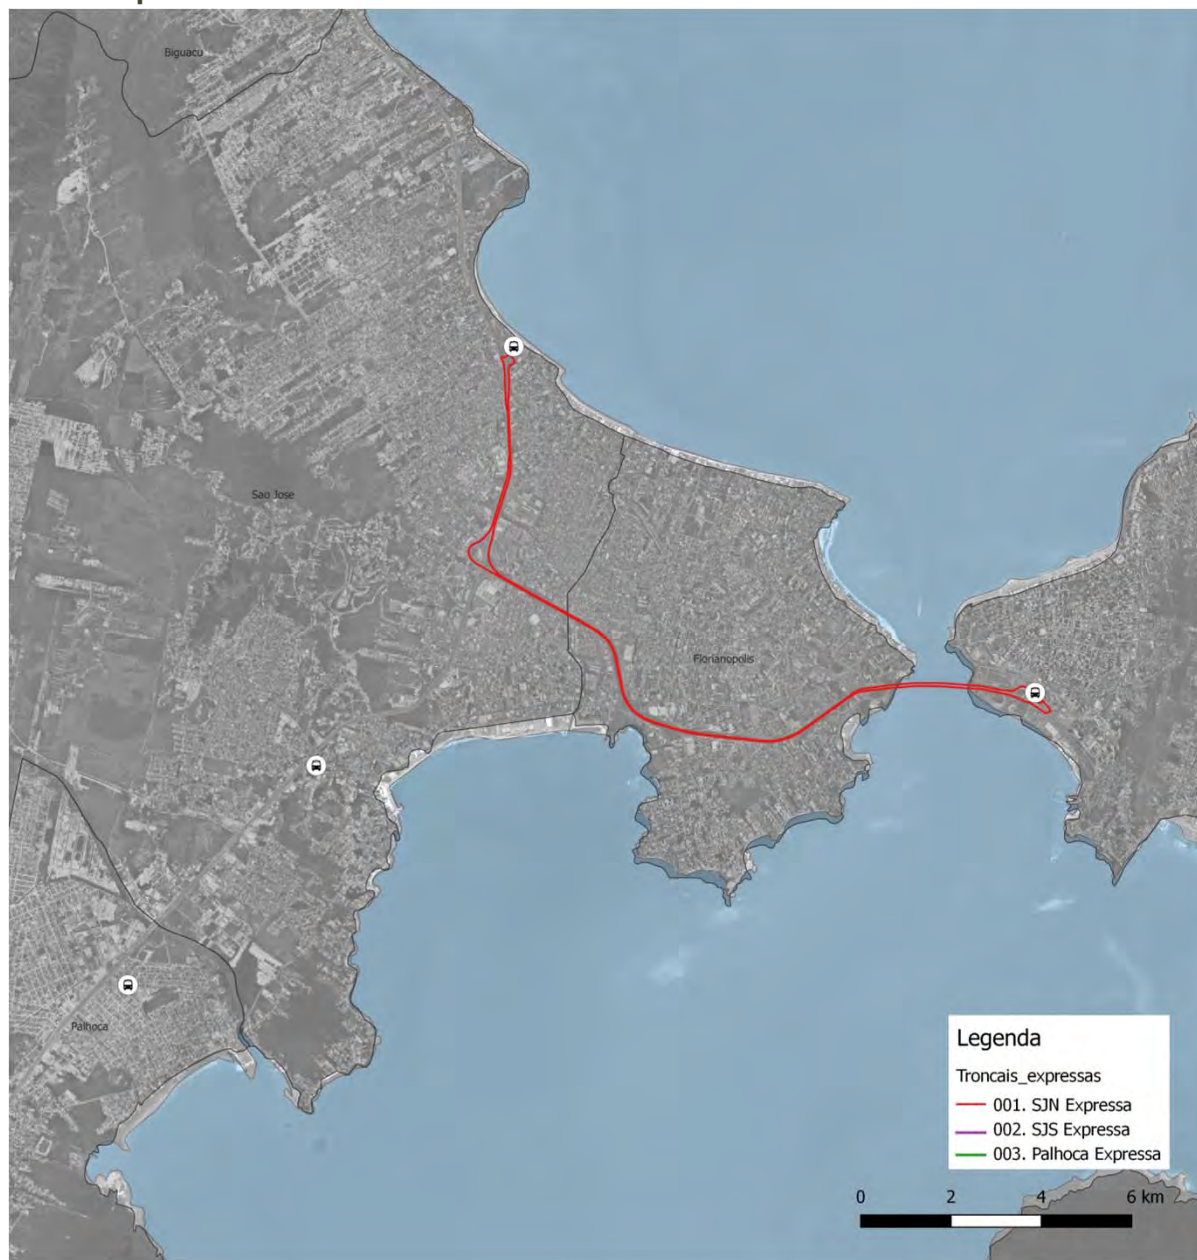 Biguacu
Sao Jose
Florianopolis
Palhoca
Legenda
Troncais_expressas
001. SJN Expressa
002. SJS Expressa
003. Palhoca Expressa
0 2 4 6 km